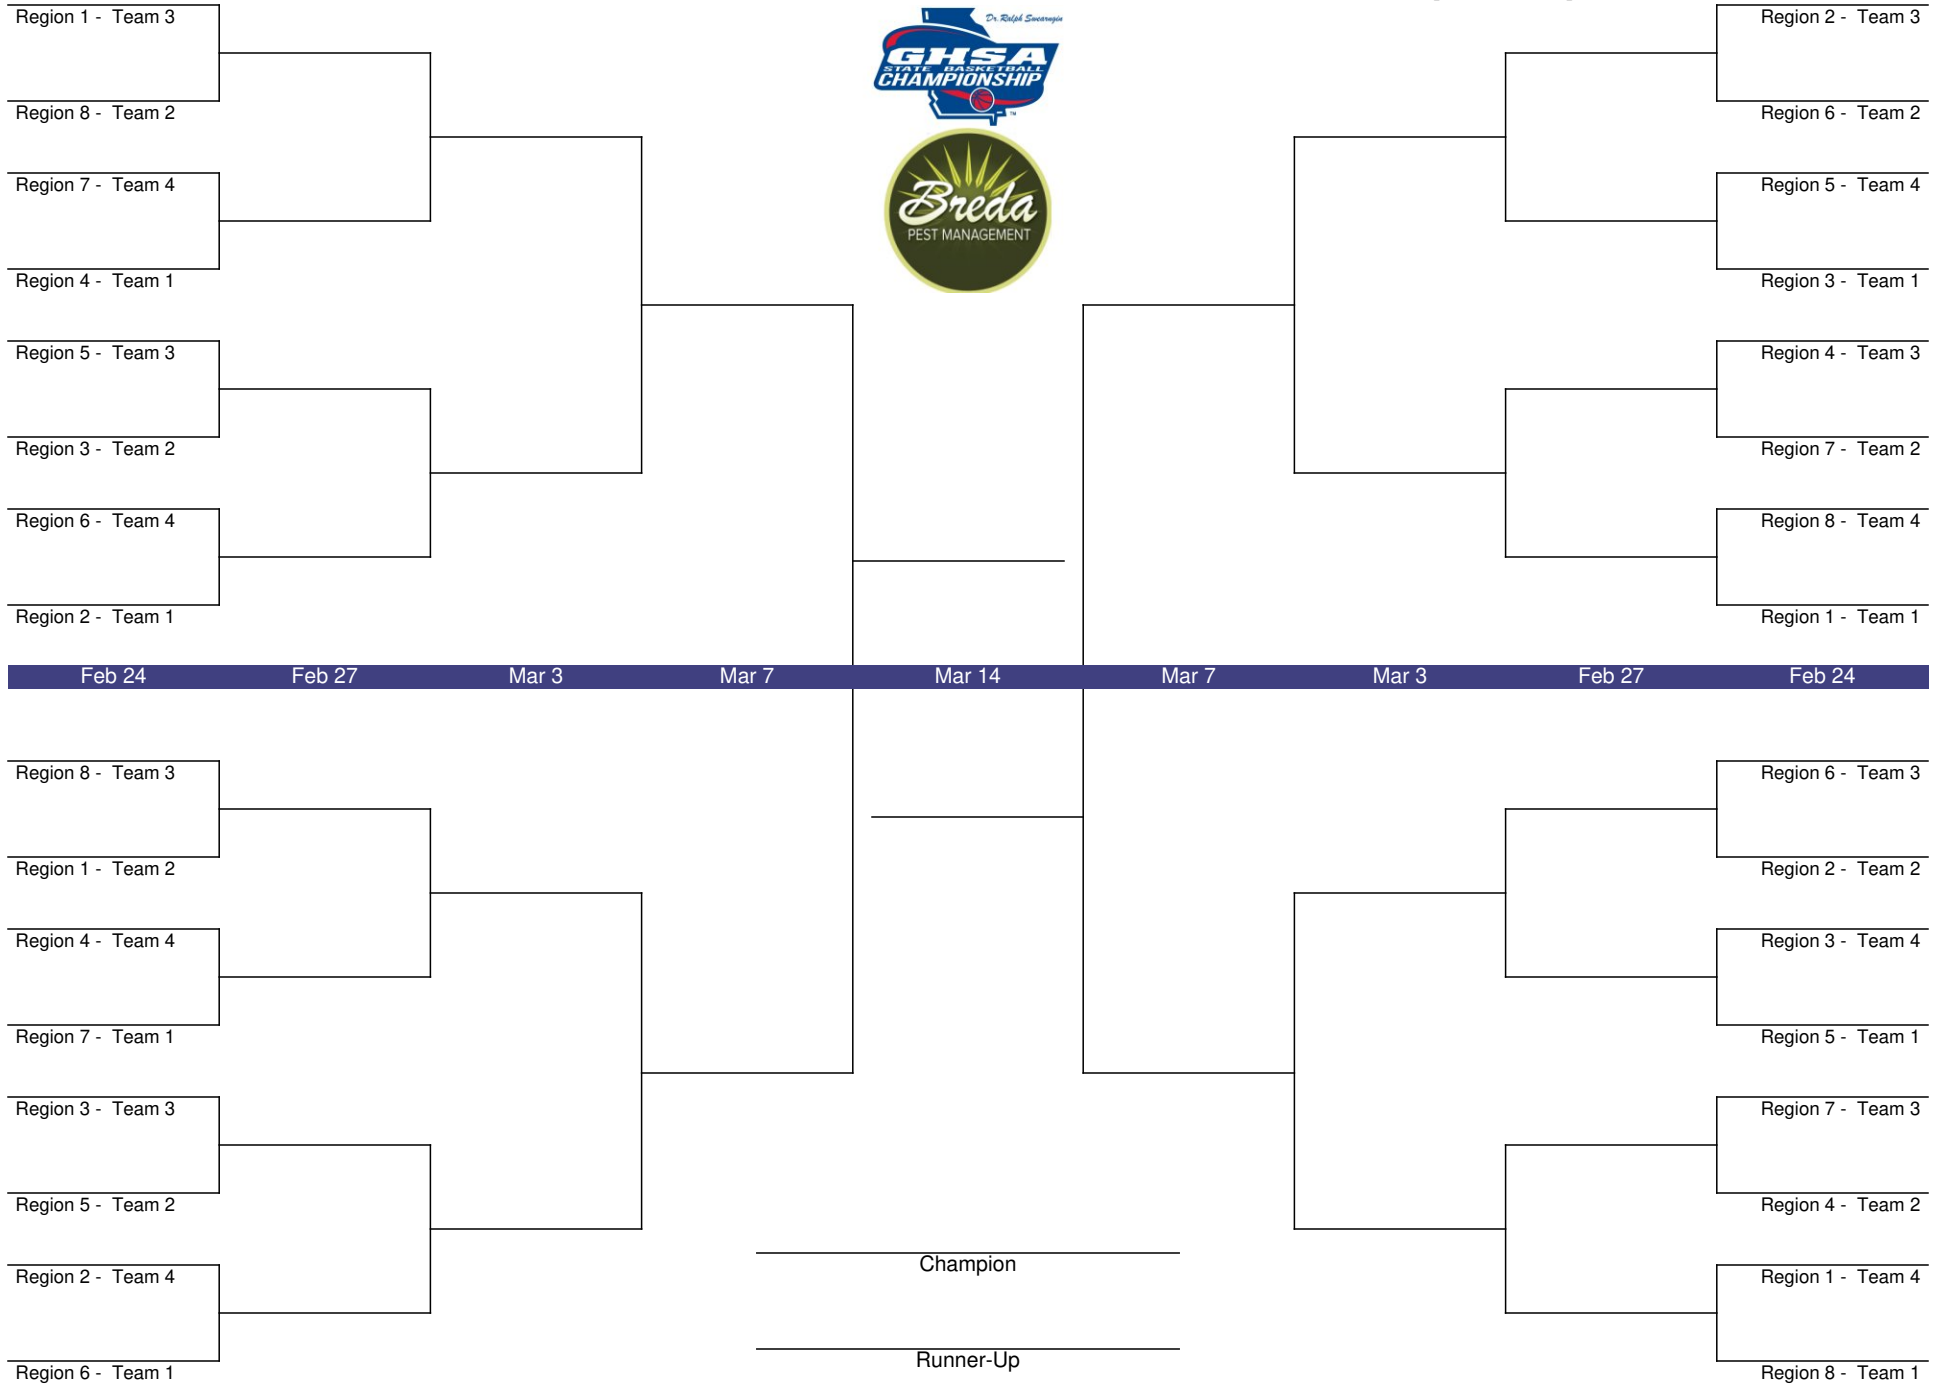 Region 1 - Team 3
Region 8 - Team 2
Region 7 - Team 4
Region 4 - Team 1
Region 5 - Team 3
Region 3 - Team 2
Region 6 - Team 4
Region 2 - Team 1
Dr. Ralph Swearngin
GHSA
STATE BASKETBALL
CHAMPIONSHIP
TM
Breda
PEST MANAGEMENT
Region 2 - Team 3
Region 6 - Team 2
Region 5 - Team 4
Region 3 - Team 1
Region 4 - Team 3
Region 7 - Team 2
Region 8 - Team 4
Region 1 - Team 1
Feb 24 Feb 27 Mar 3 Mar 7 Mar 14 Mar 7 Mar 3 Feb 27 Feb 24
Region 8 - Team 3
Region 1 - Team 2
Region 4 - Team 4
Region 7 - Team 1
Region 3 - Team 3
Region 5 - Team 2
Region 2 - Team 4
Region 6 - Team 1
Champion
Runner-Up
Region 6 - Team 3
Region 2 - Team 2
Region 3 - Team 4
Region 5 - Team 1
Region 7 - Team 3
Region 4 - Team 2
Region 1 - Team 4
Region 8 - Team 1